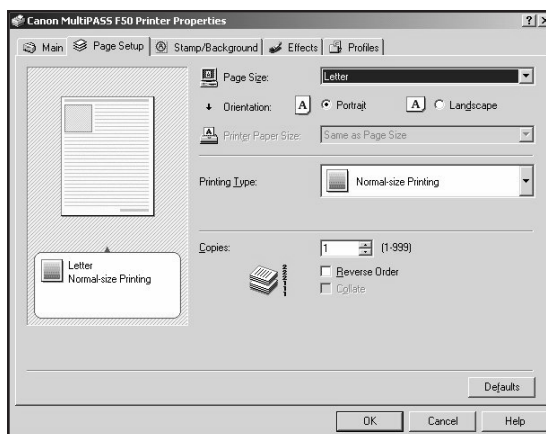 Canon MultiPASS F50 Printer Properties
Main Page Setup Stamp/Background Effects Profiles
Page Size: Letter
Orientation: A Portrait A Landscape
Printer Paper Size: Same as Page Size
Printing Type: Normal-size Printing
Letter
Normal-size Printing
Copies: 1 (1-999)
Reverse Order
Collate
Defaults
OK Cancel Help